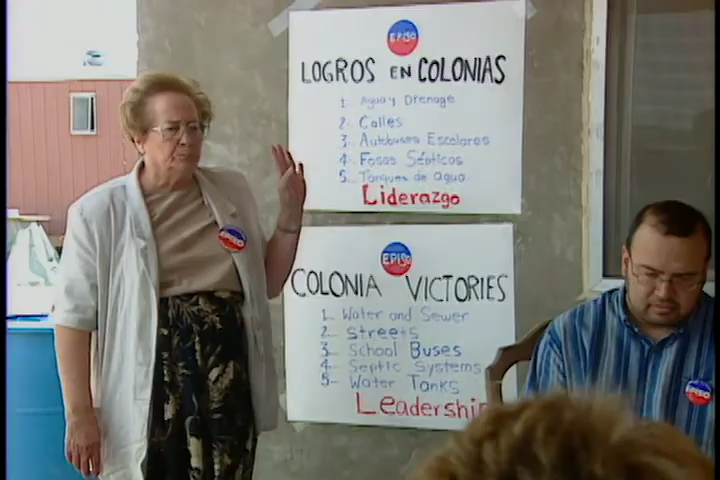 EPISO
LOGROS EN COLONIAS
1. Agua y Drenage
2. Calles
3. Autobuses Escolares
4. Fosas Sépticas
5. Tanques de agua
Liderazgo
EPISO
COLONIA VICTORIES
1. Water and Sewer
2. Streets
3. School Buses
4. Septic Systems
5. Water Tanks
Leadership
EPISO
EPISO